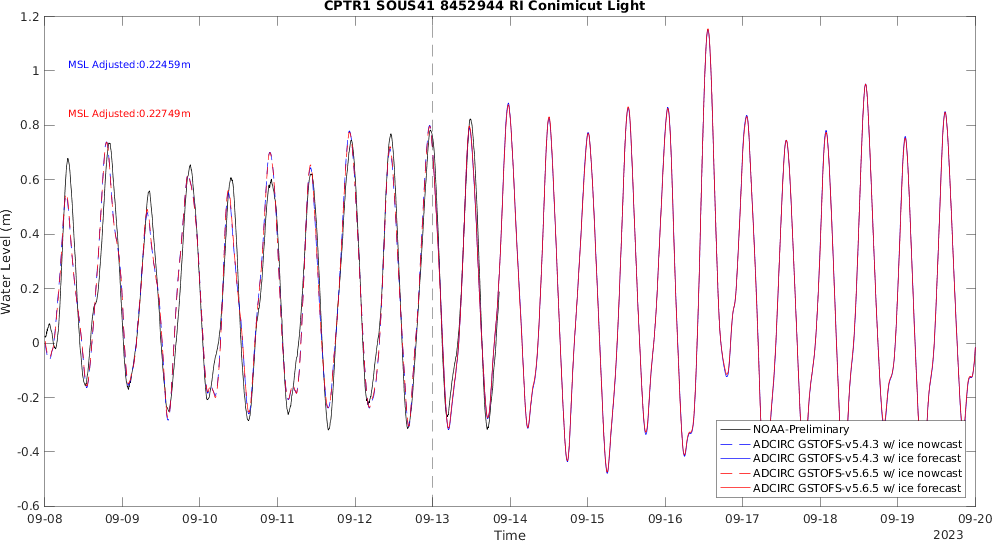 CPTR1 SOUS41 8452944 RI Conimicut Light
MSL Adjusted:0.22459m
MSL Adjusted:0.22749m
Water Level (m)
1.2
1
0.8
0.6
0.4
0.2
0
-0.2
-0.4
-0.6
NOAA-Preliminary
ADCIRC GSTOFS-v5.4.3 w/ ice nowcast
ADCIRC GSTOFS-v5.4.3 w/ ice forecast
ADCIRC GSTOFS-v5.6.5 w/ ice nowcast
ADCIRC GSTOFS-v5.6.5 w/ ice forecast
09-08 09-09 09-10 09-11 09-12 09-13 09-14 09-15 09-16 09-17 09-18 09-19 09-20
Time
2023